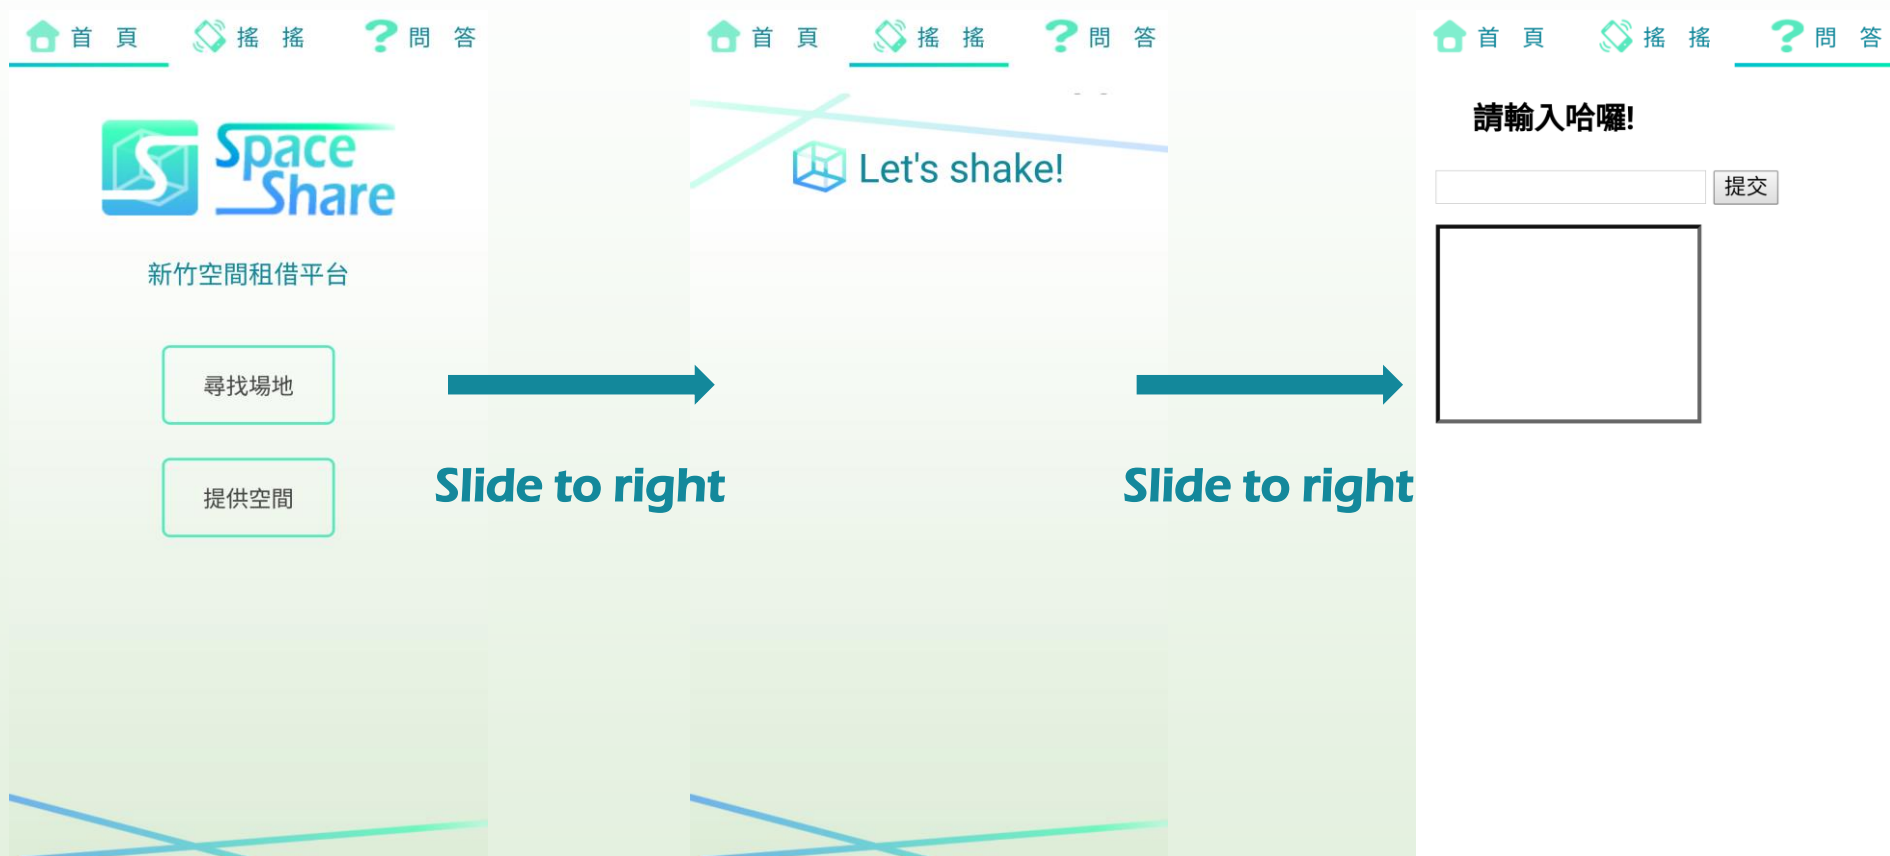 首 頁 搖 搖 問 答
Space
Share
新竹空間租借平台
尋找場地
提供空間
Slide to right
首 頁 搖 搖 問 答
Let's shake!
Slide to right
首 頁 搖 搖 問 答
請輸入哈囉!
提交